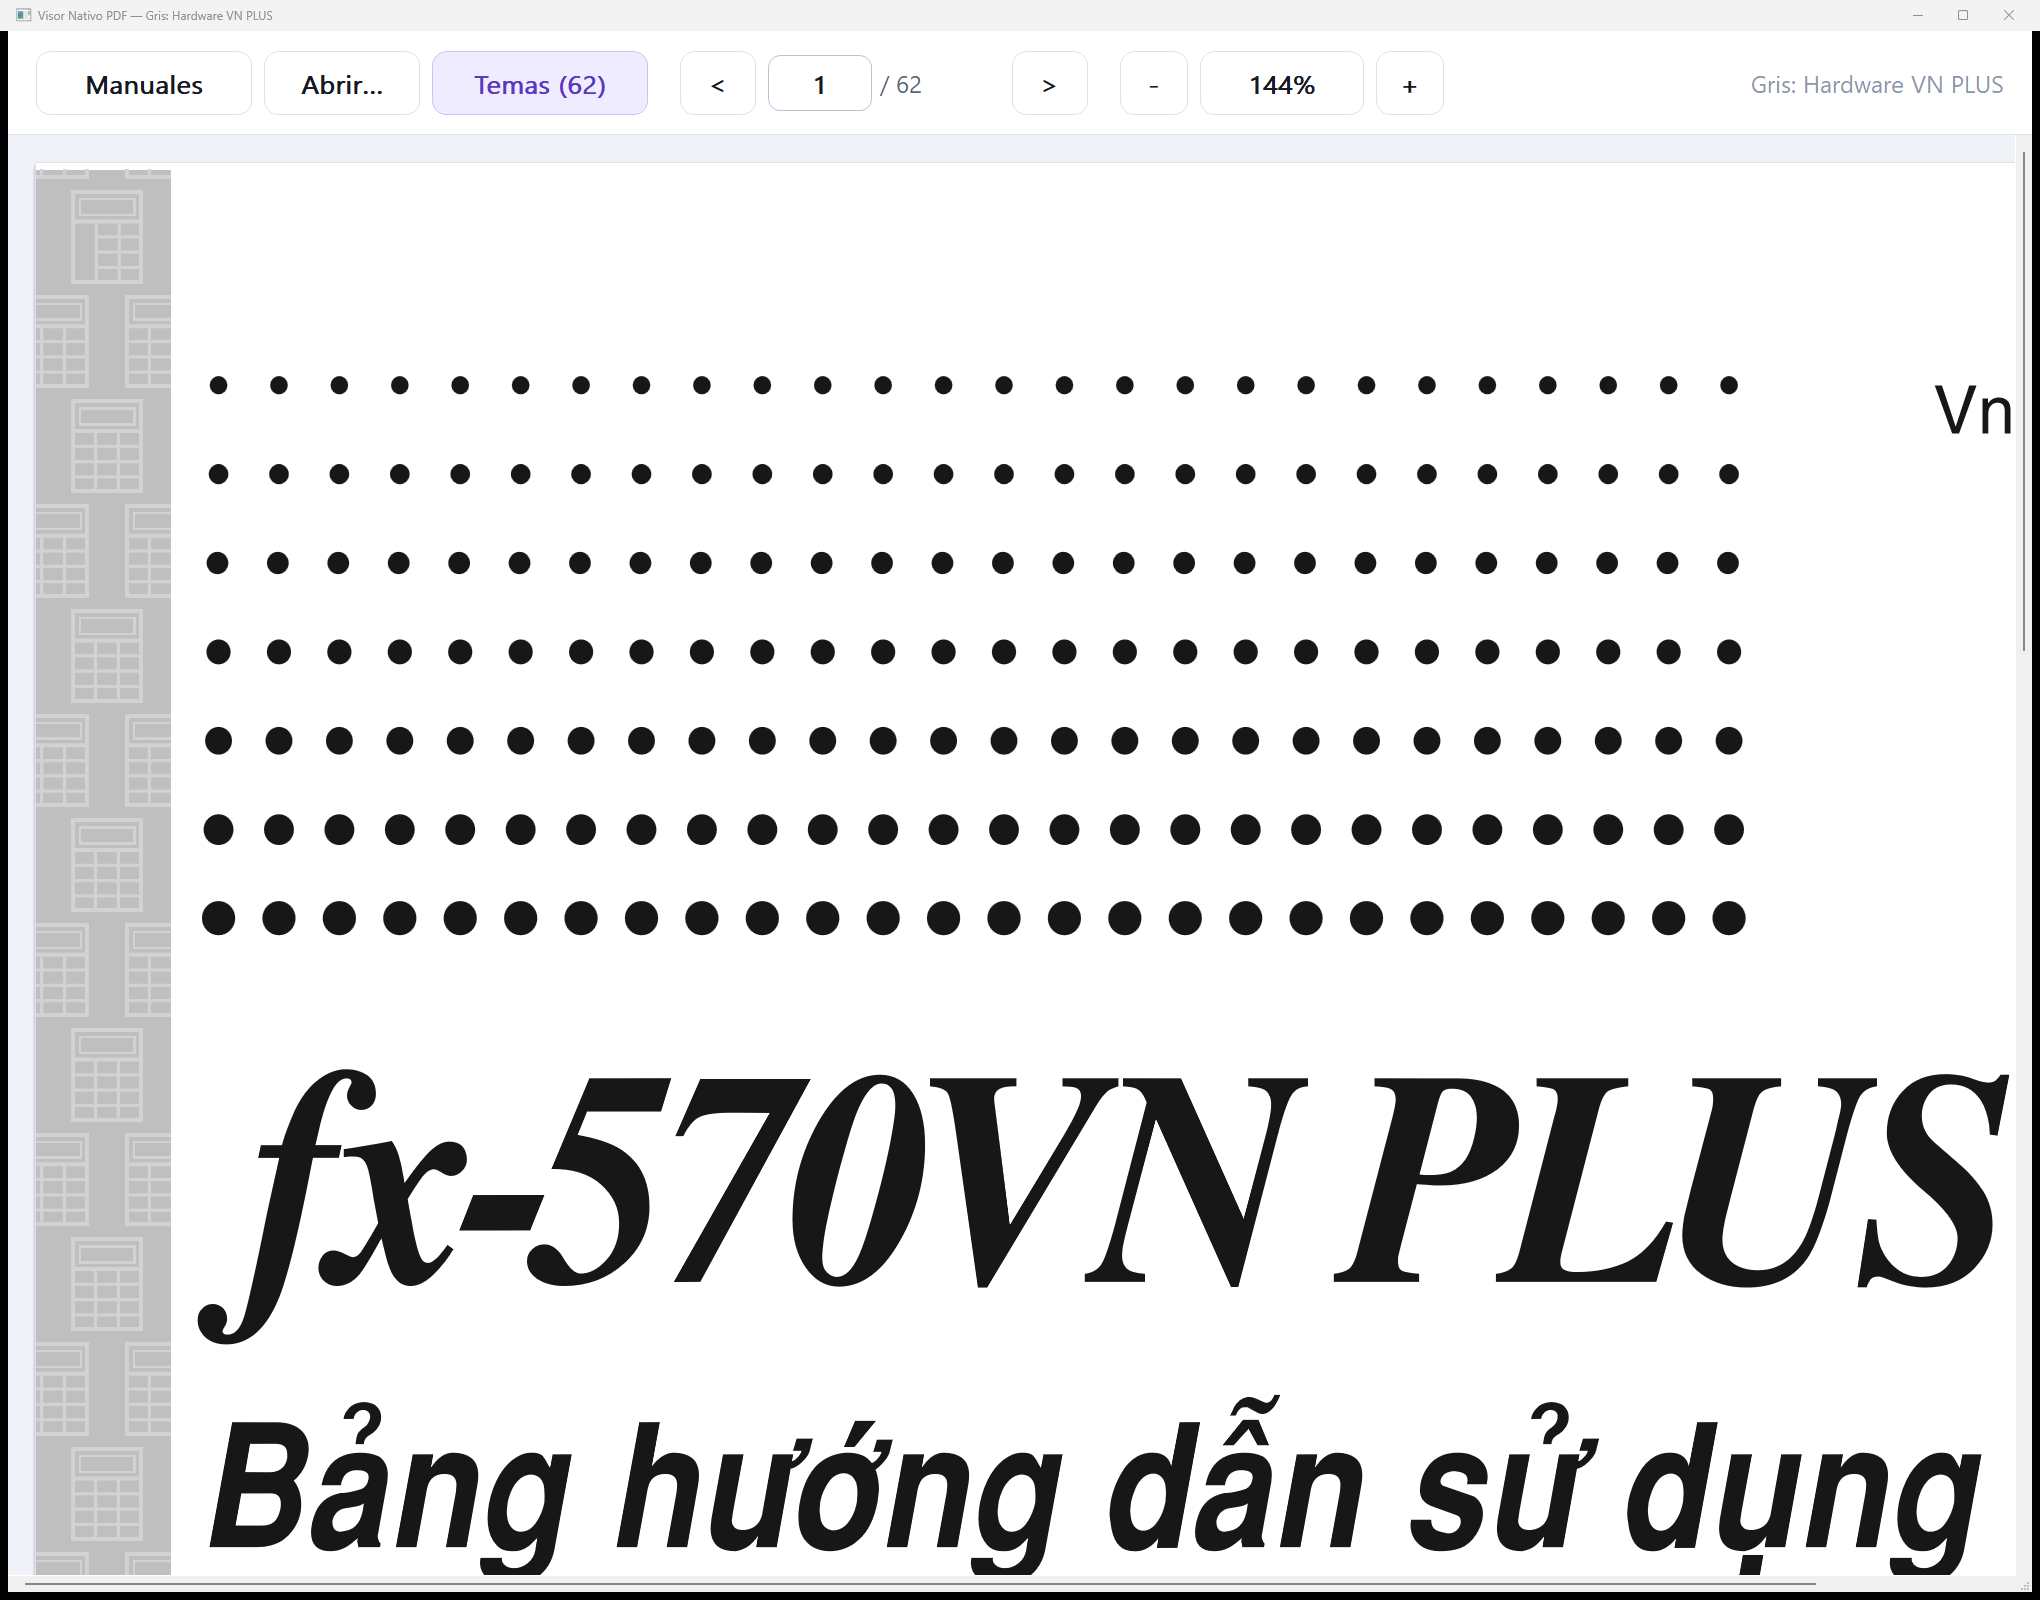 Visor Nativo PDF — Gris: Hardware VN PLUS
Manuales Abrir... Temas (62) < 1 / 62 > - 144% + Gris: Hardware VN PLUS
Vn
fx-570VN PLUS
Bảng hướng dẫn sử dụng